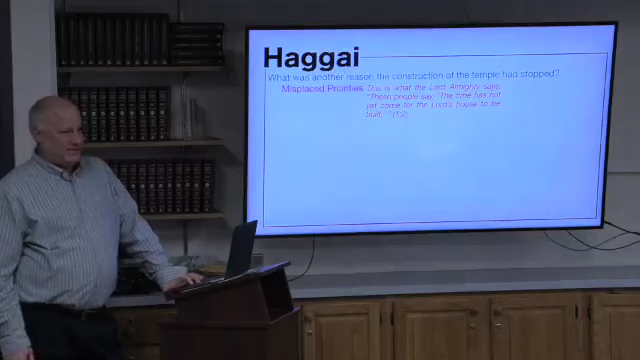 Haggai
What was another reason the construction of the temple had stopped?
Misplaced Priorities This is what the Lord Almighty says:
"These people say, 'The time has not
yet come for the Lord's house to be
built.' " (1:2)